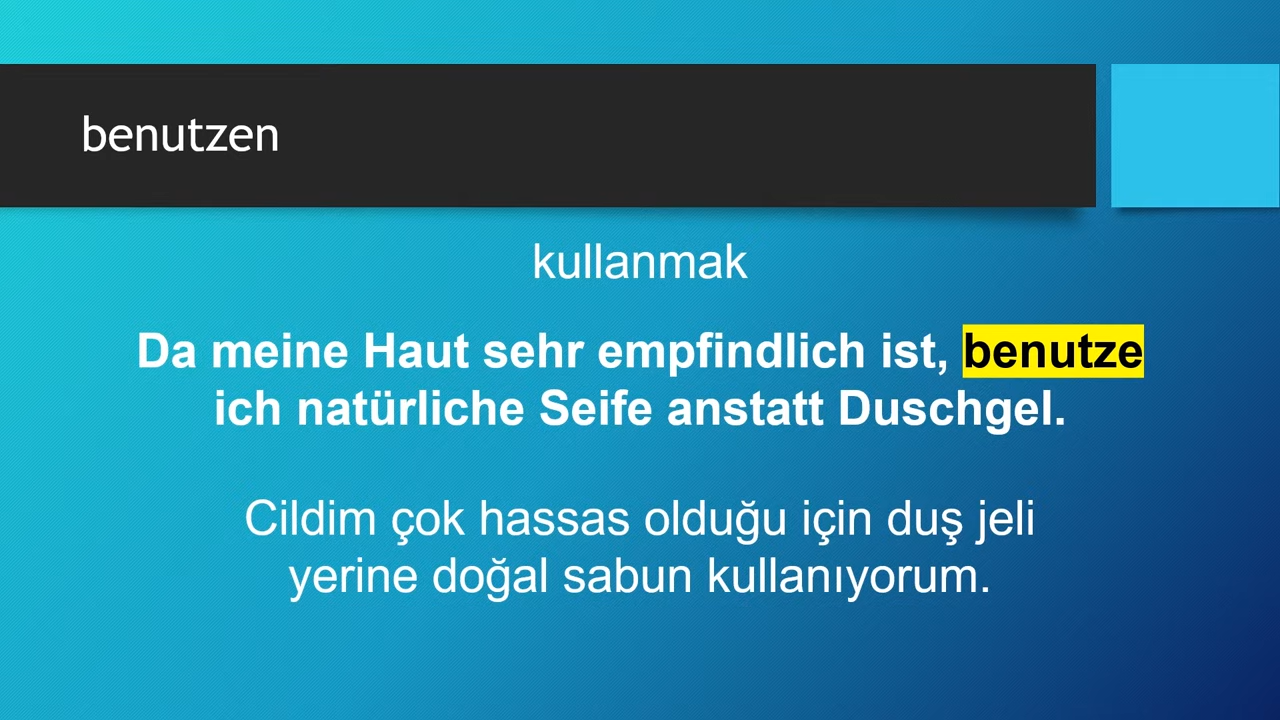 benutzen
kullanmak
Da meine Haut sehr empfindlich ist, benutze
ich natürliche Seife anstatt Duschgel.
Cildim çok hassas olduğu için duş jeli
yerine doğal sabun kullanıyorum.